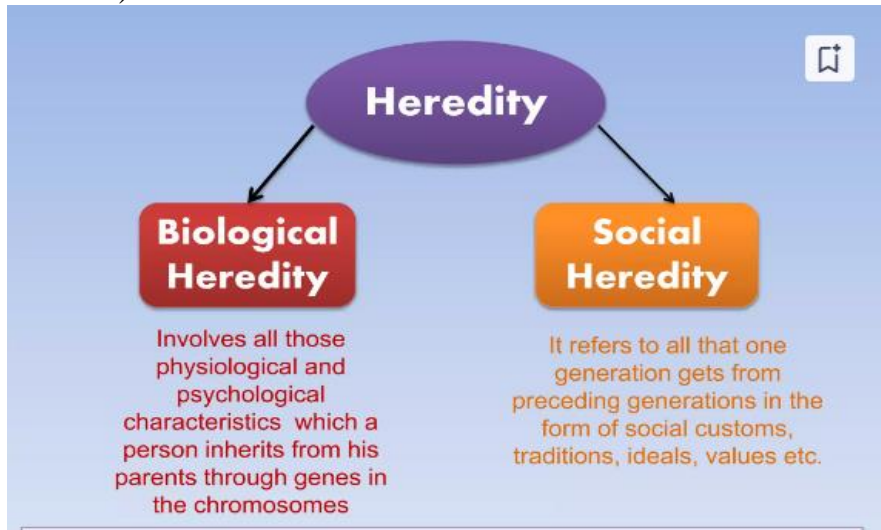 Heredity
Biological
Heredity
Involves all those
physiological and
psychological
characteristics which a
person inherits from his
parents through genes in
the chromosomes
Social
Heredity
It refers to all that one
generation gets from
preceding generations in the
form of social customs,
traditions, ideals, values etc.